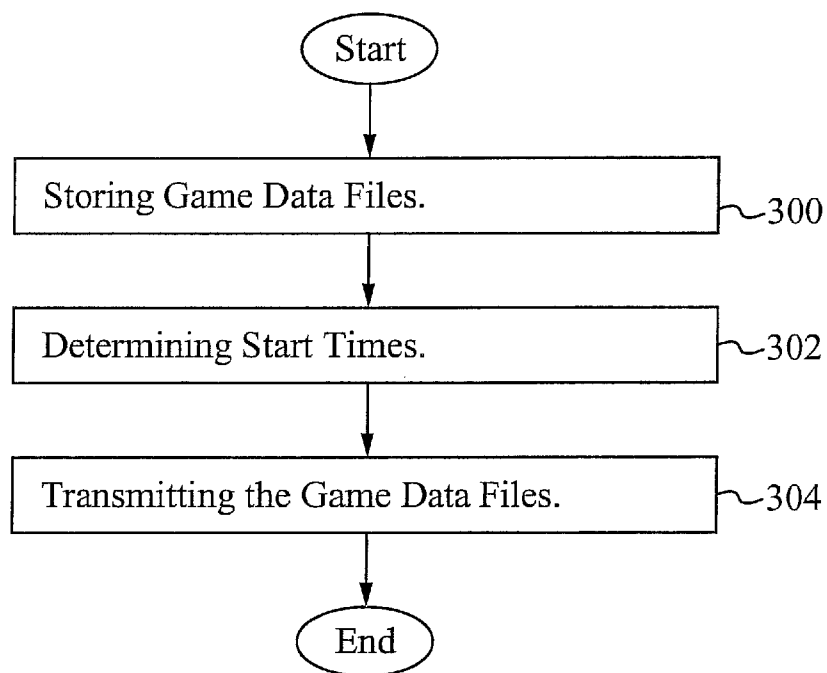 Start
Storing Game Data Files.
300
Determining Start Times.
302
Transmitting the Game Data Files.
304
End